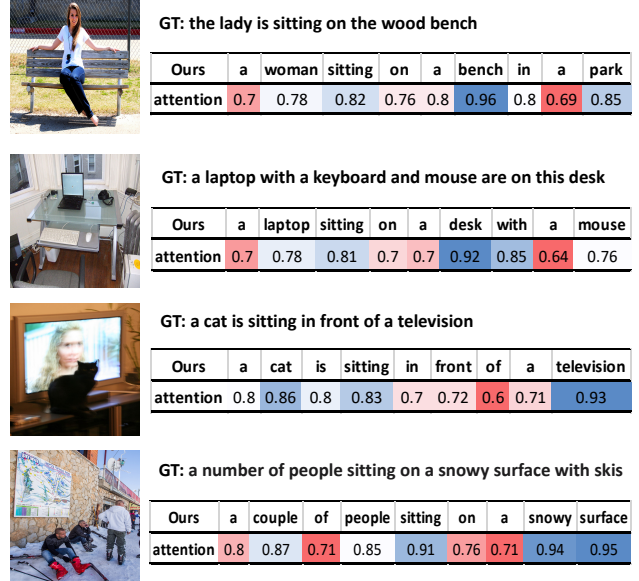 GT: the lady is sitting on the wood bench
Ours a woman sitting on a bench in a park
attention 0.7 0.78 0.82 0.76 0.8 0.96 0.8 0.69 0.85
GT: a laptop with a keyboard and mouse are on this desk
Ours a laptop sitting on a desk with a mouse
attention 0.7 0.78 0.81 0.7 0.7 0.92 0.85 0.64 0.76
GT: a cat is sitting in front of a television
Ours a cat is sitting in front of a television
attention 0.8 0.86 0.8 0.83 0.7 0.72 0.6 0.71 0.93
GT: a number of people sitting on a snowy surface with skis
Ours a couple of people sitting on a snowy surface
attention 0.8 0.87 0.71 0.85 0.91 0.76 0.71 0.94 0.95